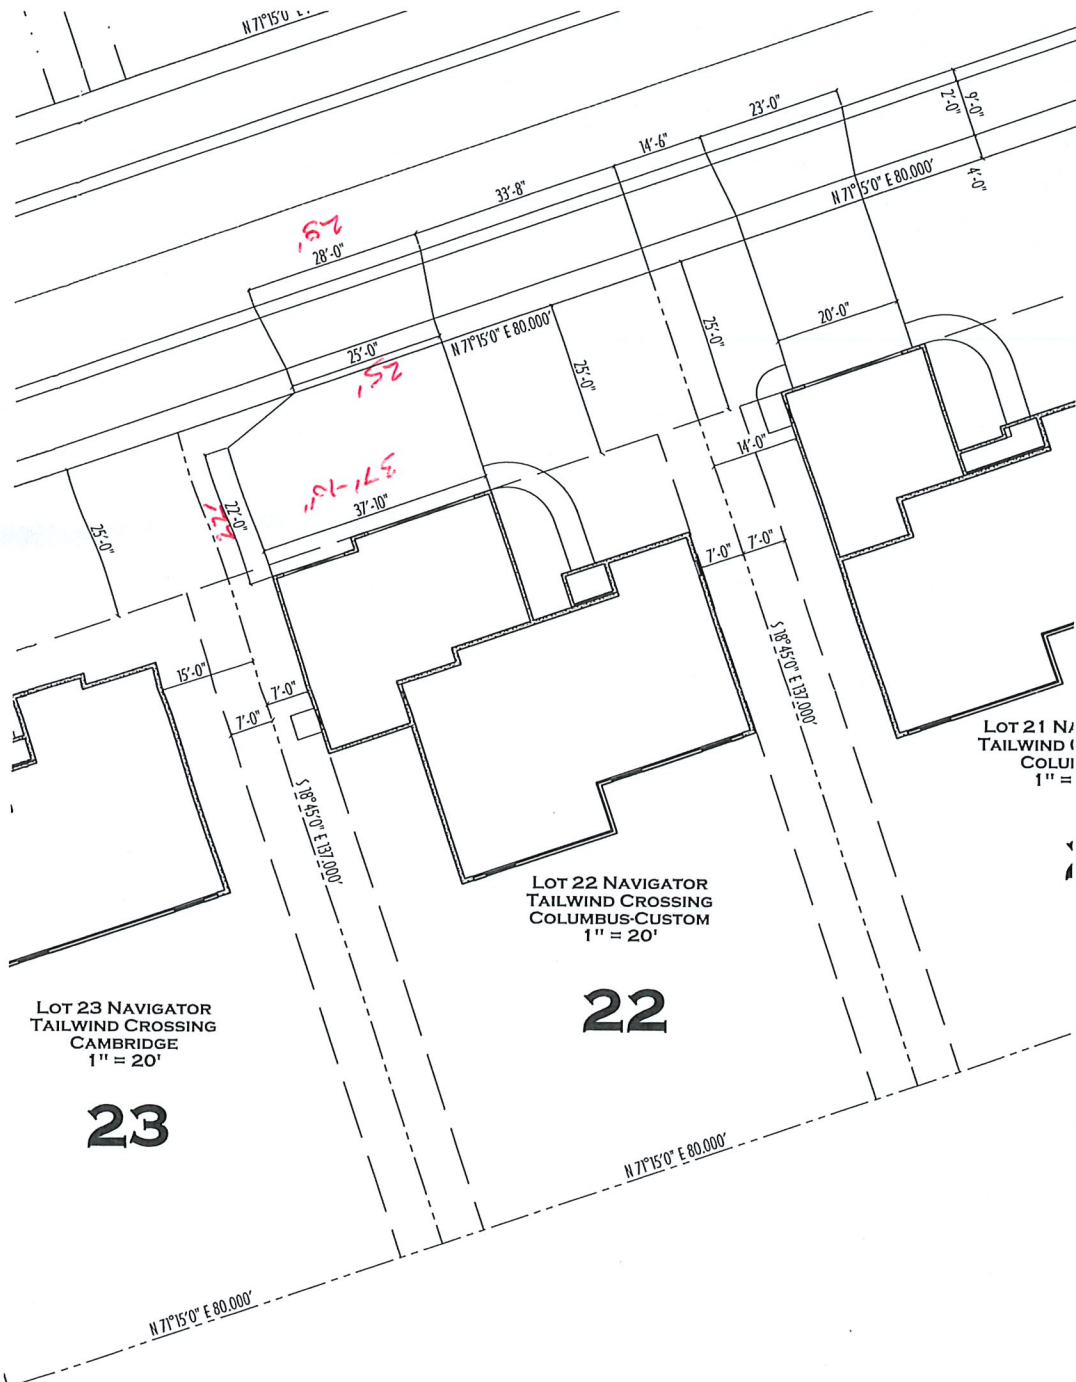 N 71°15'0" E
23'-0"
2'-0"
9'-0"
4'-0"
14'-6"
33'-8"
N 71°15'0" E 80.000'
28'
28'-0"
25'-0"
25'
N 71°15'0" E 80.000'
25'-0"
25'-0"
20'-0"
14'-0"
37'-10"
37'-10"
22'-0"
22'
25'-0"
7'-0"
7'-0"
15'-0"
7'-0"
7'-0"
S 18°45'0" E 137.000'
S 18°45'0" E 137.000'
LOT 21 NA
TAILWIND
COLU
1" =
LOT 22 NAVIGATOR
TAILWIND CROSSING
COLUMBUS-CUSTOM
1" = 20'
22
LOT 23 NAVIGATOR
TAILWIND CROSSING
CAMBRIDGE
1" = 20'
23
N 71°15'0" E 80.000'
N 71°15'0" E 80.000'